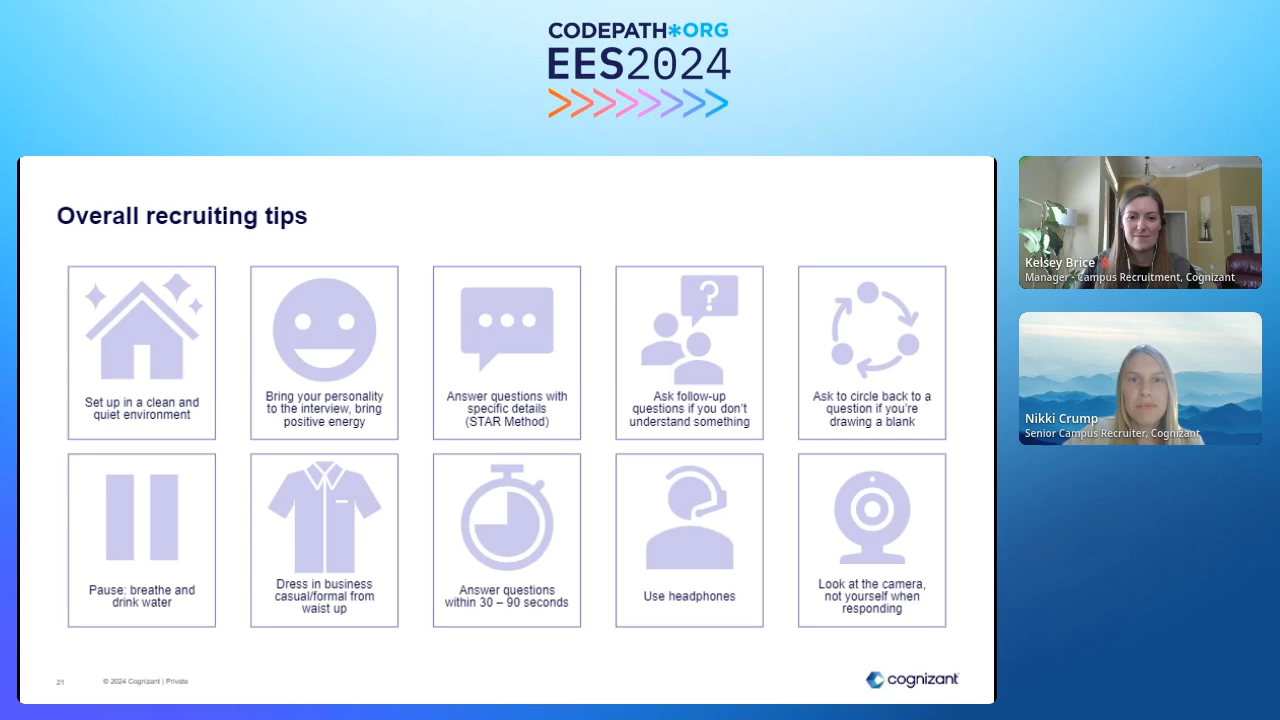 CODEPATH*ORG
EES2024
Overall recruiting tips
Set up in a clean and
quiet environment
Bring your personality
to the interview, bring
positive energy
Answer questions with
specific details
(STAR Method)
?
Ask follow-up
questions if you don't
understand something
Ask to circle back to a
question if you're
drawing a blank
Pause: breathe and
drink water
Dress in business
casual/formal from
waist up
Answer questions
within 30 – 90 seconds
Use headphones
Look at the camera,
not yourself when
responding
21
© 2024 Cognizant | Private
cognizant
Kelsey Brice
Manager - Campus Recruitment, Cognizant
Nikki Crump
Senior Campus Recruiter, Cognizant